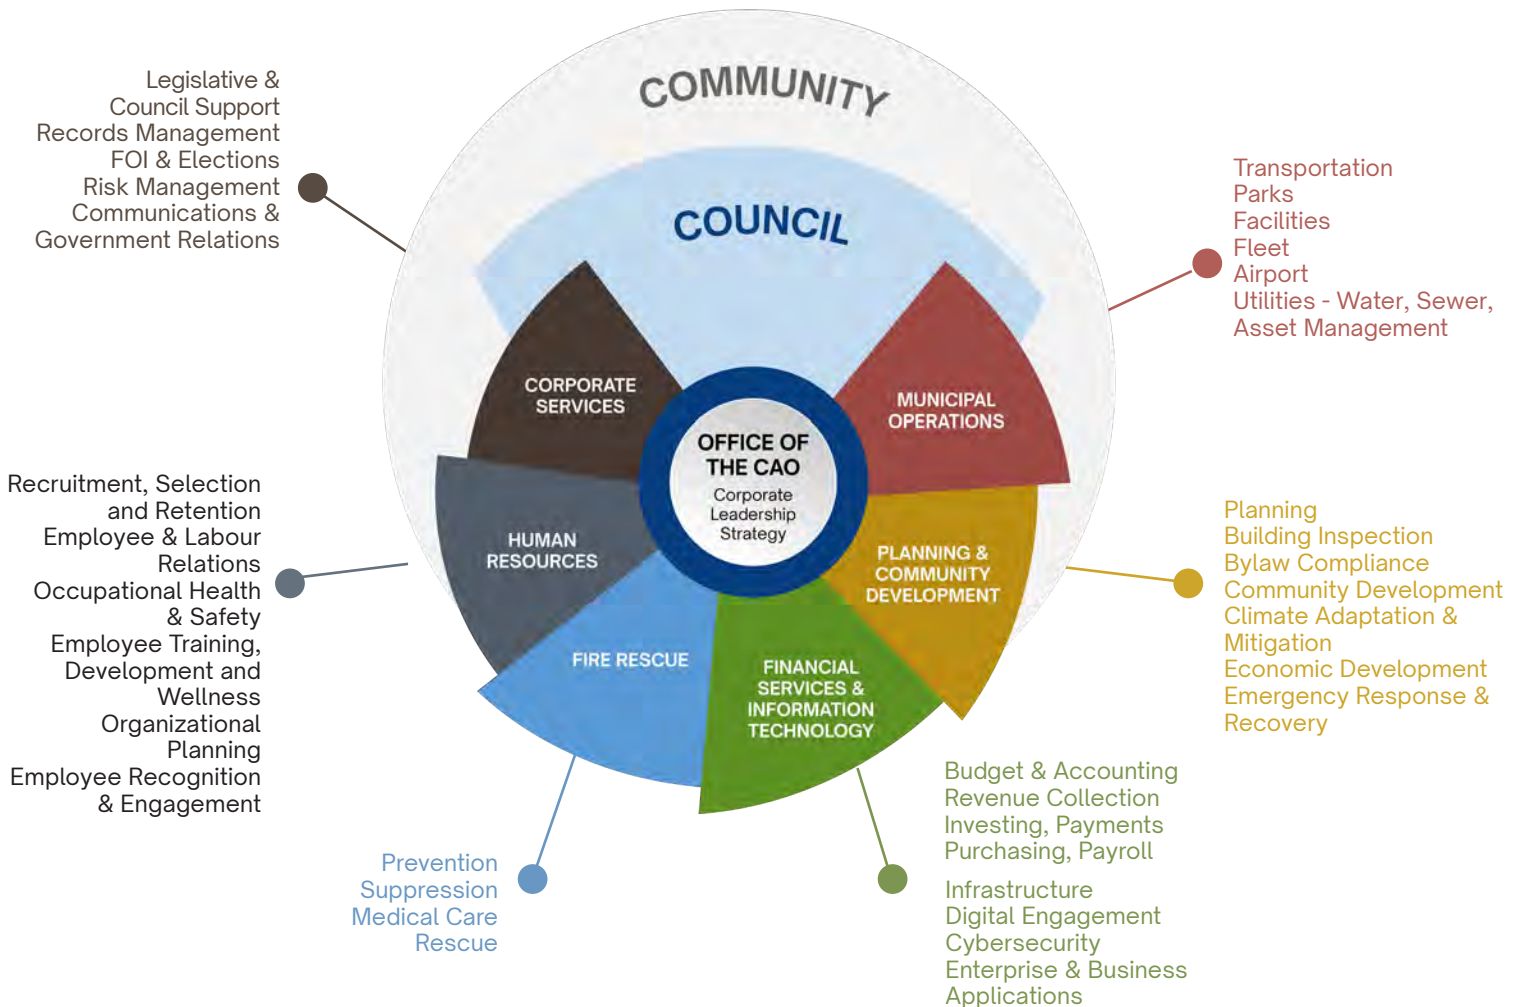 COMMUNITY
COUNCIL
Legislative &
Council Support
Records Management
FOI & Elections
Risk Management
Communications &
Government Relations
Transportation
Parks
Facilities
Fleet
Airport
Utilities - Water, Sewer,
Asset Management
CORPORATE
SERVICES
MUNICIPAL
OPERATIONS
OFFICE OF
THE CAO
Corporate
Leadership
Strategy
HUMAN
RESOURCES
PLANNING &
COMMUNITY
DEVELOPMENT
FIRE RESCUE
FINANCIAL
SERVICES &
INFORMATION
TECHNOLOGY
Recruitment, Selection
and Retention
Employee & Labour
Relations
Occupational Health
& Safety
Employee Training,
Development and
Wellness
Organizational
Planning
Employee Recognition
& Engagement
Planning
Building Inspection
Bylaw Compliance
Community Development
Climate Adaptation &
Mitigation
Economic Development
Emergency Response &
Recovery
Prevention
Suppression
Medical Care
Rescue
Budget & Accounting
Revenue Collection
Investing, Payments
Purchasing, Payroll
Infrastructure
Digital Engagement
Cybersecurity
Enterprise & Business
Applications